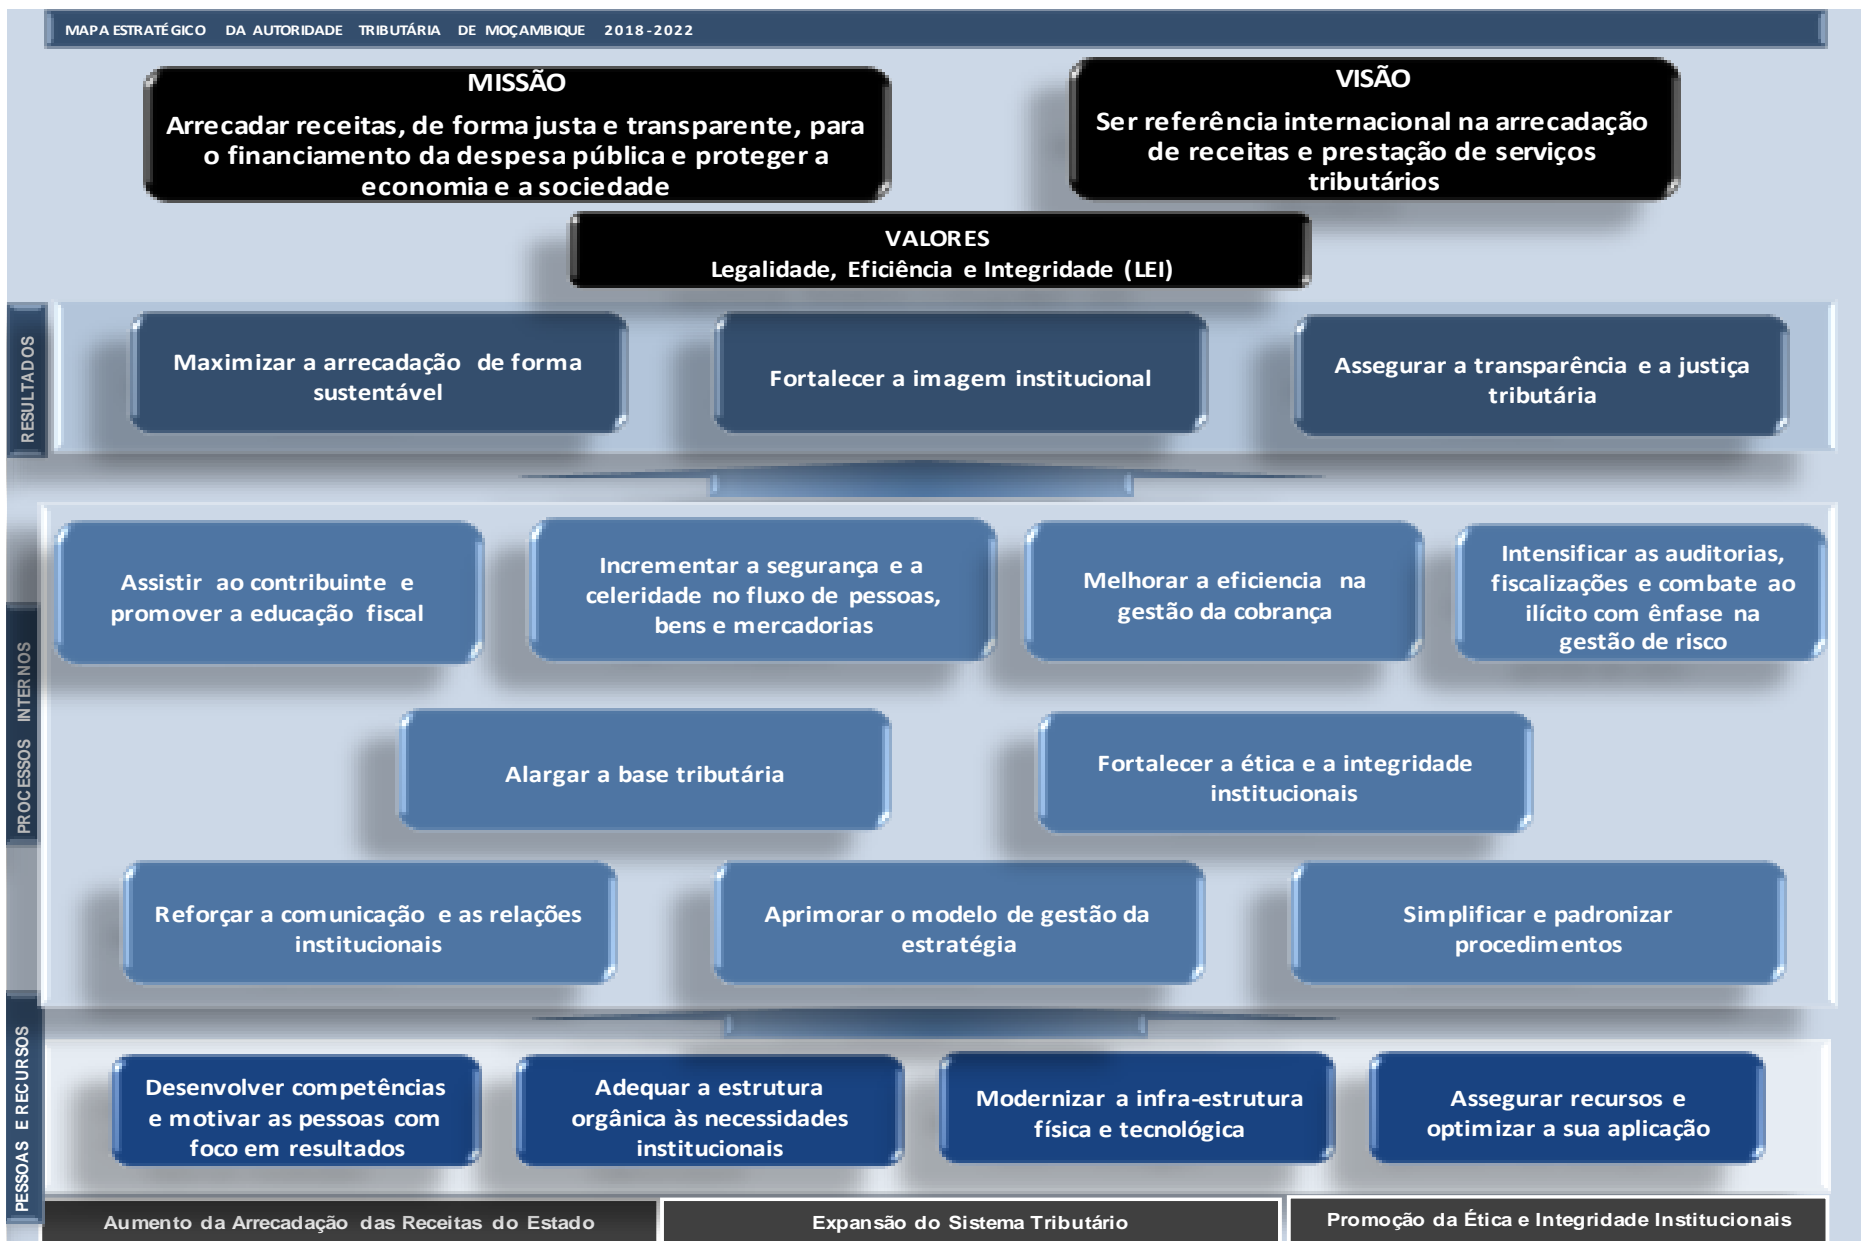 MAPA ESTRATÉGICO DA AUTORIDADE TRIBUTÁRIA DE MOÇAMBIQUE 2018-2022
MISSÃO
Arrecadar receitas, de forma justa e transparente, para
o financiamento da despesa pública e proteger a
economia e a sociedade
VISÃO
Ser referência internacional na arrecadação
de receitas e prestação de serviços
tributários
VALORES
Legalidade, Eficiência e Integridade (LEI)
RESULTADOS
Maximizar a arrecadação de forma
sustentável
Fortalecer a imagem institucional
Assegurar a transparência e a justiça
tributária
PROCESSOS INTERNOS
Assistir ao contribuinte e
promover a educação fiscal
Incrementar a segurança e a
celeridade no fluxo de pessoas,
bens e mercadorias
Melhorar a eficiencia na
gestão da cobrança
Intensificar as auditorias,
fiscalizações e combate ao
ilícito com ênfase na
gestão de risco
Alargar a base tributária
Fortalecer a ética e a integridade
institucionais
Reforçar a comunicação e as relações
institucionais
Aprimorar o modelo de gestão da
estratégia
Simplificar e padronizar
procedimentos
PESSOAS E RECURSOS
Desenvolver competências
e motivar as pessoas com
foco em resultados
Adequar a estrutura
orgânica às necessidades
institucionais
Modernizar a infra-estrutura
física e tecnológica
Assegurar recursos e
optimizar a sua aplicação
Aumento da Arrecadação das Receitas do Estado
Expansão do Sistema Tributário
Promoção da Ética e Integridade Institucionais